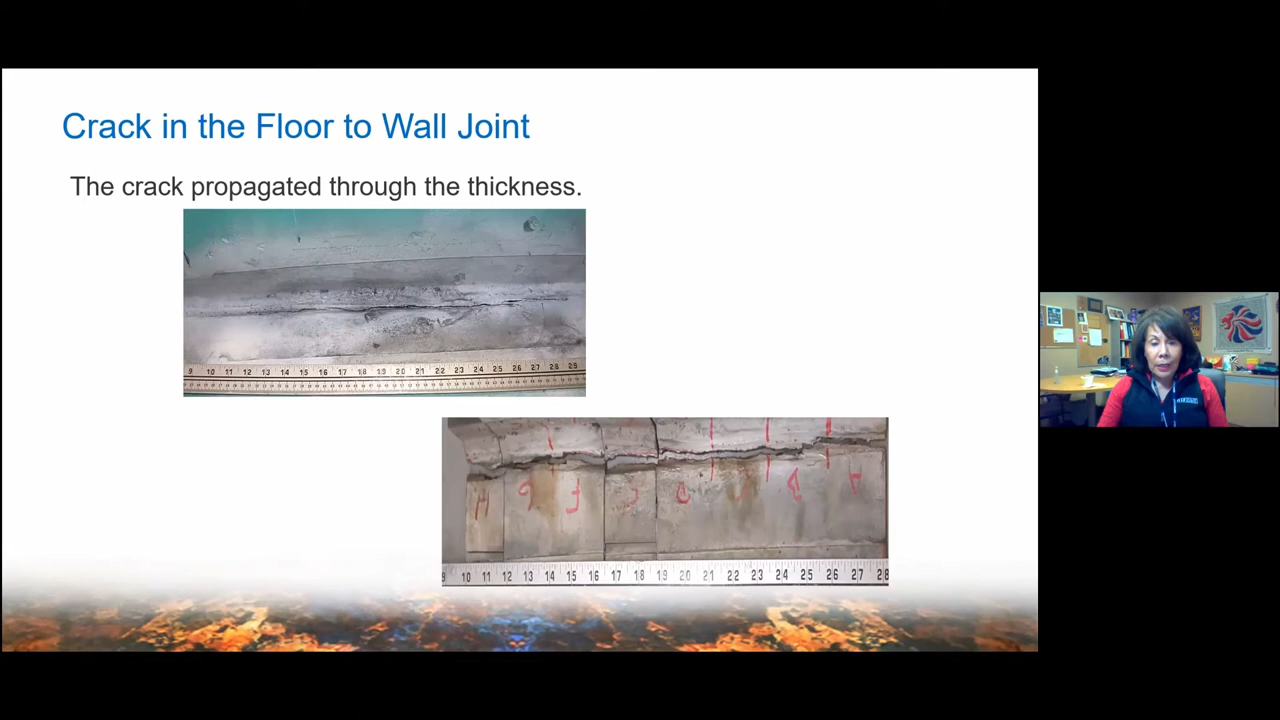 Crack in the Floor to Wall Joint
The crack propagated through the thickness.
9 10 11 12 13 14 15 16 17 18 19 20 21 22 23 24 25 26 27 28 29
H G F E D C B A
9 10 11 12 13 14 15 16 17 18 19 20 21 22 23 24 25 26 27 28